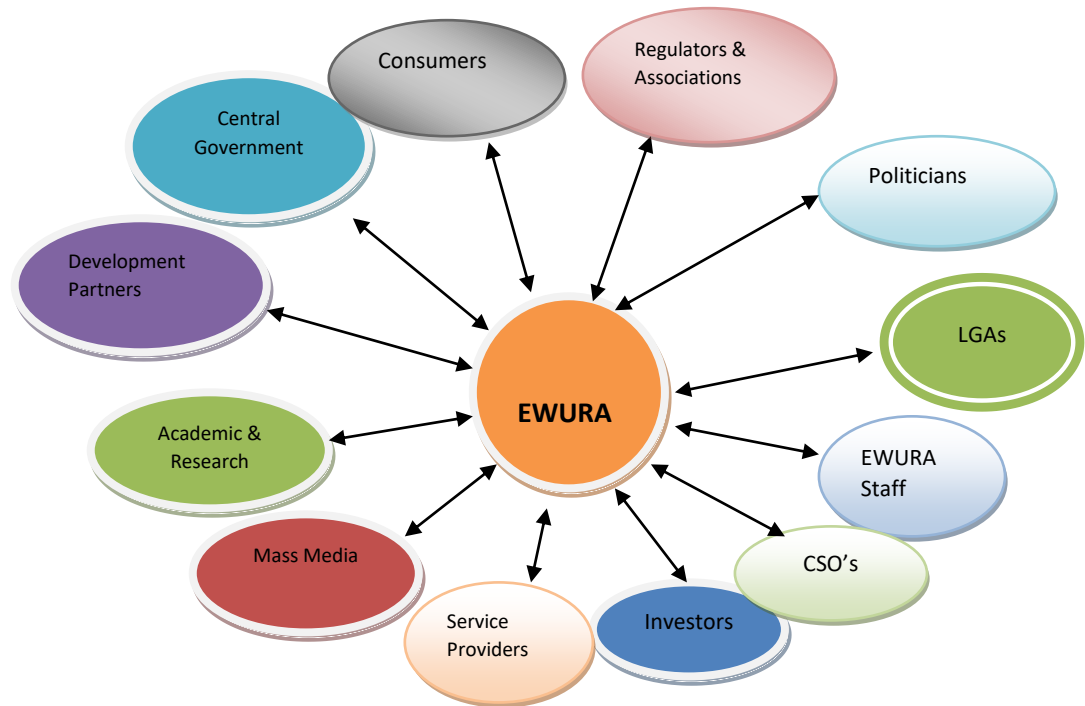 Consumers
Regulators &
Associations
Central
Government
Politicians
Development
Partners
LGAs
EWURA
Academic &
Research
EWURA
Staff
Mass Media
CSO's
Service
Providers
Investors